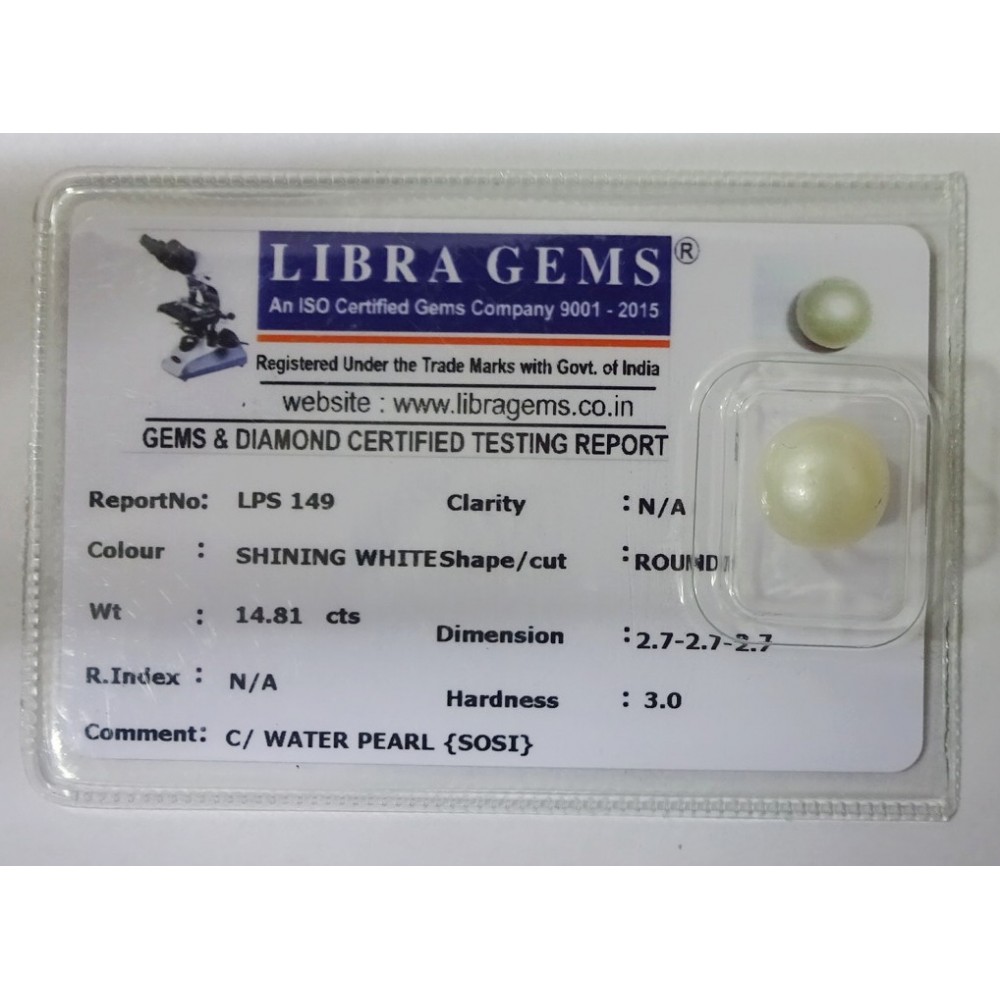 LIBRA GEMS ®
An ISO Certified Gems Company 9001 - 2015
Registered Under the Trade Marks with Govt. of India
website : www.libragems.co.in
GEMS & DIAMOND CERTIFIED TESTING REPORT
ReportNo: LPS 149 Clarity : N/A
Colour : SHINING WHITE Shape/cut : ROUND
Wt : 14.81 cts Dimension : 2.7-2.7-2.7
R.Index : N/A Hardness : 3.0
Comment: C/ WATER PEARL {SOSI}